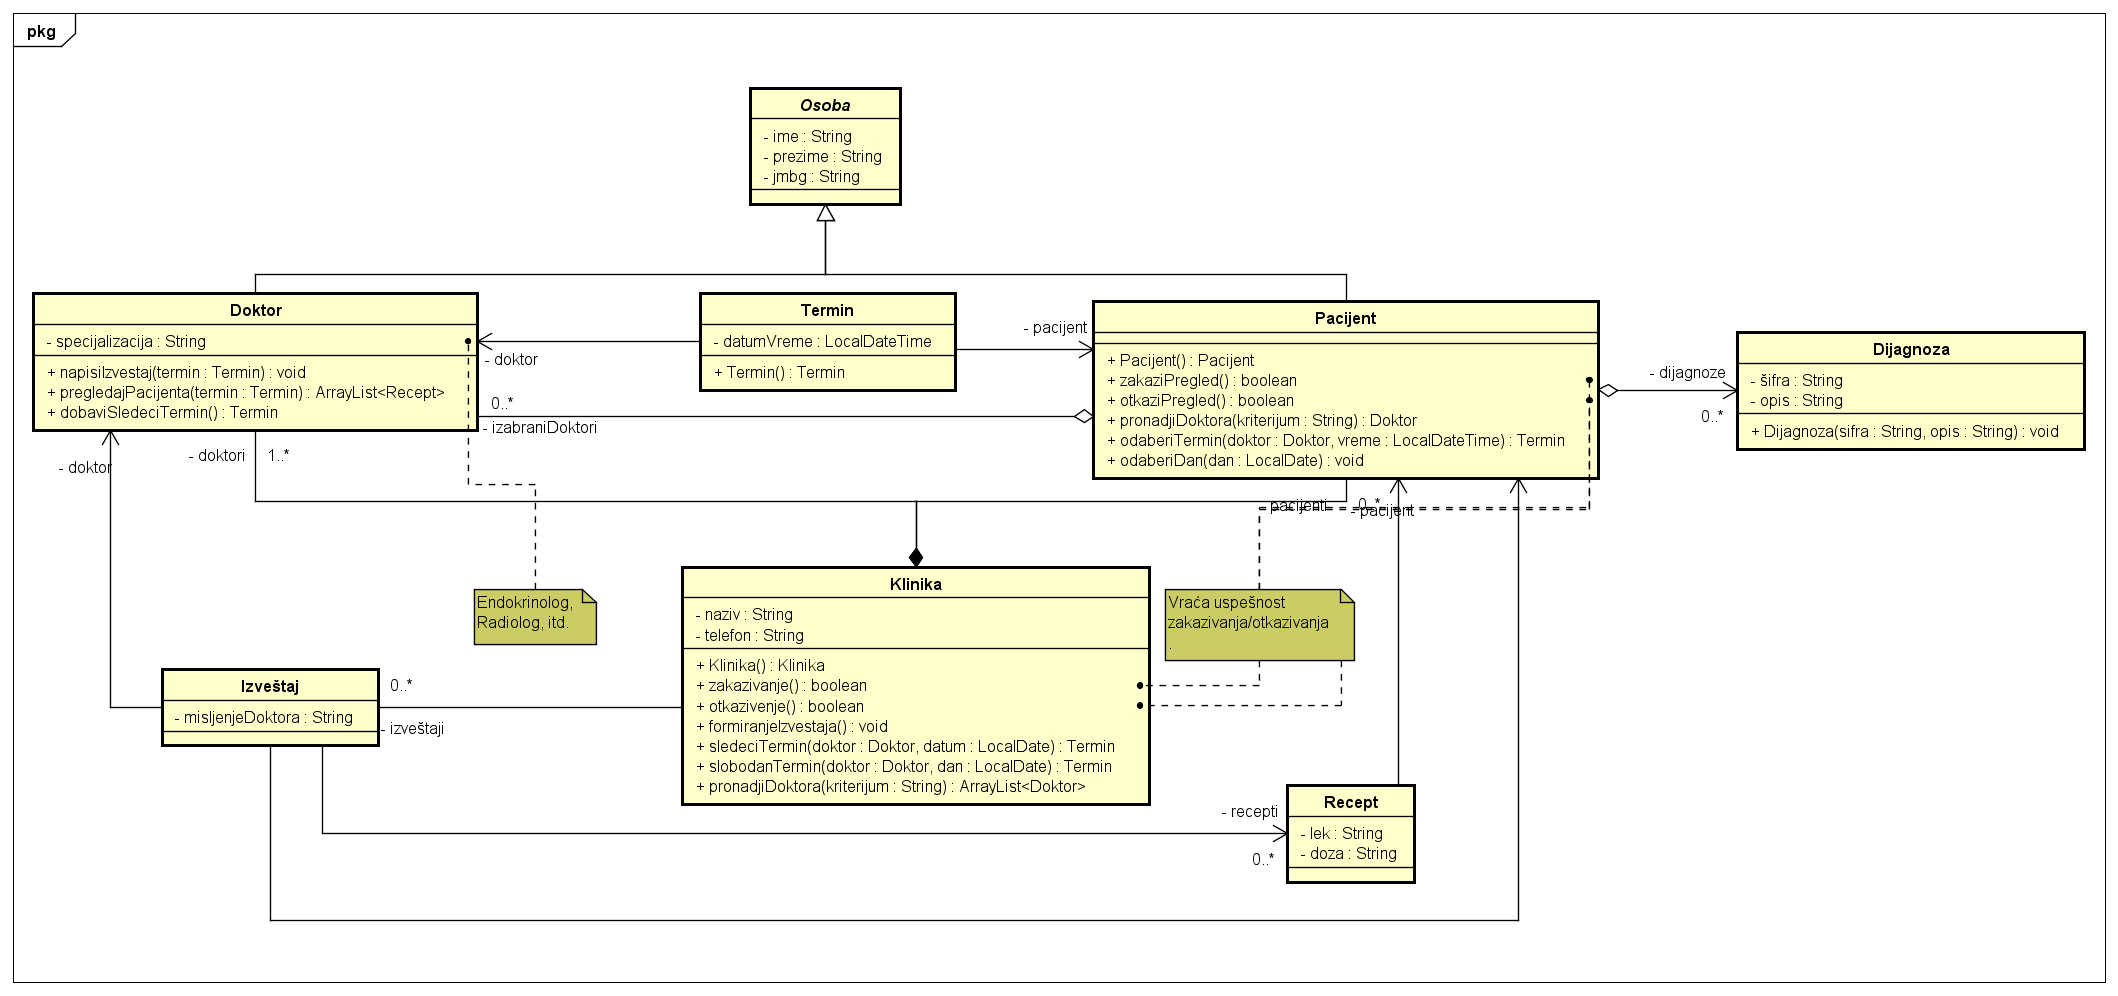 pkg
Osoba
- ime : String
- prezime : String
- jmbg : String
Doktor
- specijalizacija : String
+ napisiIzvestaj(termin : Termin) : void
+ pregledajPacijenta(termin : Termin) : ArrayList<Recept>
+ dobaviSledeciTermin() : Termin
Termin
- datumVreme : LocalDateTime
+ Termin() : Termin
- doktor
- pacijent
0..*
- izabraniDoktori
Pacijent
+ Pacijent() : Pacijent
+ zakaziPregled() : boolean
+ otkaziPregled() : boolean
+ pronadjiDoktora(kriterijum : String) : Doktor
+ odaberiTermin(doktor : Doktor, vreme : LocalDateTime) : Termin
+ odaberiDan(dan : LocalDate) : void
- dijagnoze
0..*
Dijagnoza
- šifra : String
- opis : String
+ Dijagnoza(sifra : String, opis : String) : void
- doktor
- doktori
1..*
- pacijenti
0..*
- pacijent
Endokrinolog,
Radiolog, itd.
Klinika
- naziv : String
- telefon : String
+ Klinika() : Klinika
+ zakazivanje() : boolean
+ otkazivenje() : boolean
+ formiranjeIzvestaja() : void
+ sledeciTermin(doktor : Doktor, datum : LocalDate) : Termin
+ slobodanTermin(doktor : Doktor, dan : LocalDate) : Termin
+ pronadjiDoktora(kriterijum : String) : ArrayList<Doktor>
Vraća uspešnost
zakazivanja/otkazivanja
.
Izveštaj
- misljenjeDoktora : String
0..*
- izveštaji
- recepti
0..*
Recept
- lek : String
- doza : String